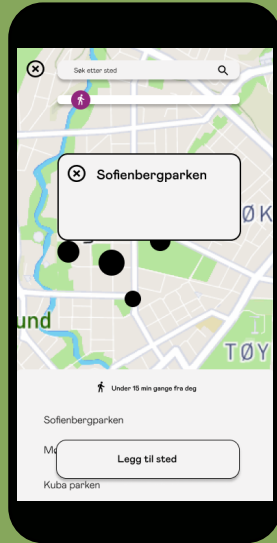 Søk etter sted
Sofienbergparken
ØK
und
TØY
Under 15 min gange fra deg
Sofienbergparken
Legg til sted
Kuba parken